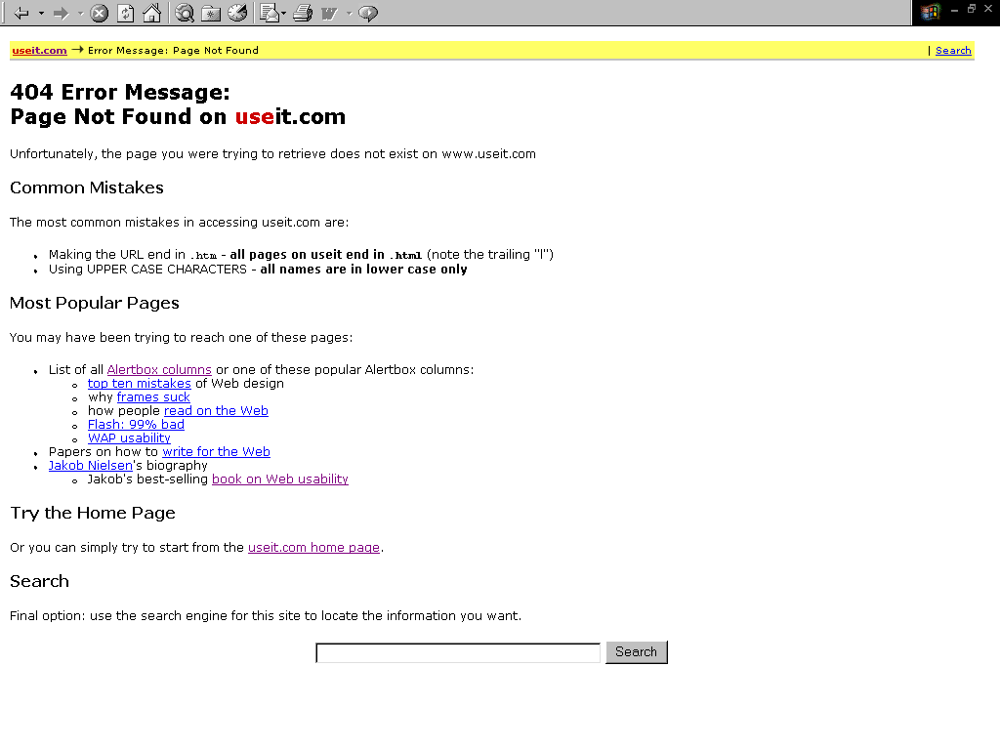 useit.com → Error Message: Page Not Found | Search
404 Error Message:
Page Not Found on useit.com
Unfortunately, the page you were trying to retrieve does not exist on www.useit.com
Common Mistakes
The most common mistakes in accessing useit.com are:
• Making the URL end in .htm - all pages on useit end in .html (note the trailing "l")
• Using UPPER CASE CHARACTERS - all names are in lower case only
Most Popular Pages
You may have been trying to reach one of these pages:
• List of all Alertbox columns or one of these popular Alertbox columns:
o top ten mistakes of Web design
o why frames suck
o how people read on the Web
o Flash: 99% bad
o WAP usability
• Papers on how to write for the Web
• Jakob Nielsen's biography
o Jakob's best-selling book on Web usability
Try the Home Page
Or you can simply try to start from the useit.com home page.
Search
Final option: use the search engine for this site to locate the information you want.
Search